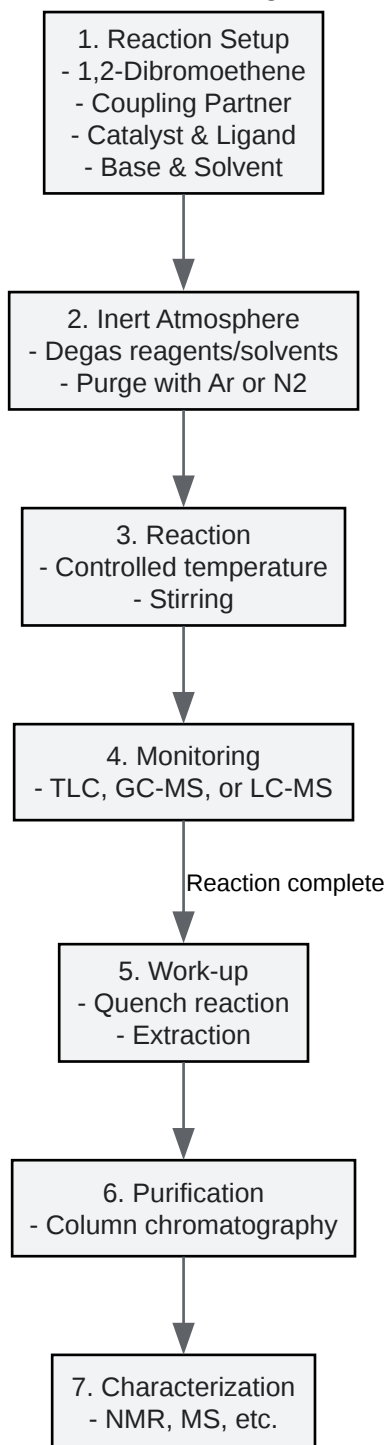 1. Reaction Setup
- 1,2-Dibromoethene
- Coupling Partner
- Catalyst & Ligand
- Base & Solvent
2. Inert Atmosphere
- Degas reagents/solvents
- Purge with Ar or N2
3. Reaction
- Controlled temperature
- Stirring
4. Monitoring
- TLC, GC-MS, or LC-MS
Reaction complete
5. Work-up
- Quench reaction
- Extraction
6. Purification
- Column chromatography
7. Characterization
- NMR, MS, etc.